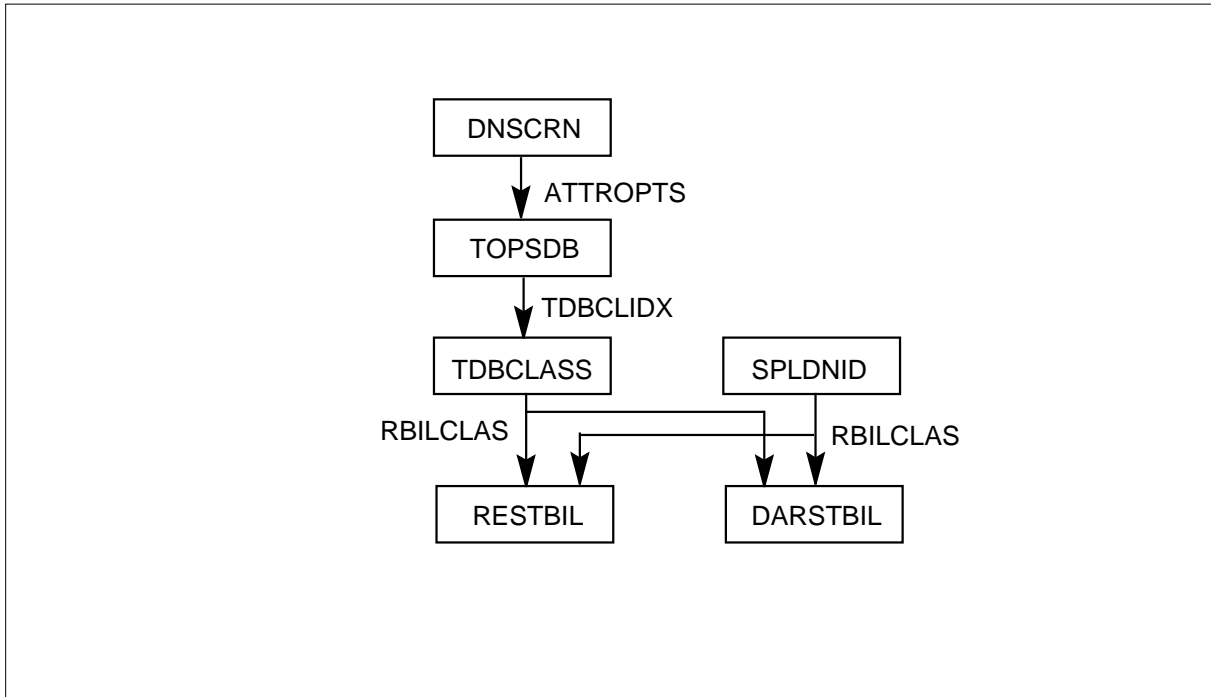 DNSCRN
ATTROPTS
TOPSDB
TDBCLIDX
TDBCLASS
SPLDNID
RBILCLAS
RBILCLAS
RESTBIL
DARSTBIL